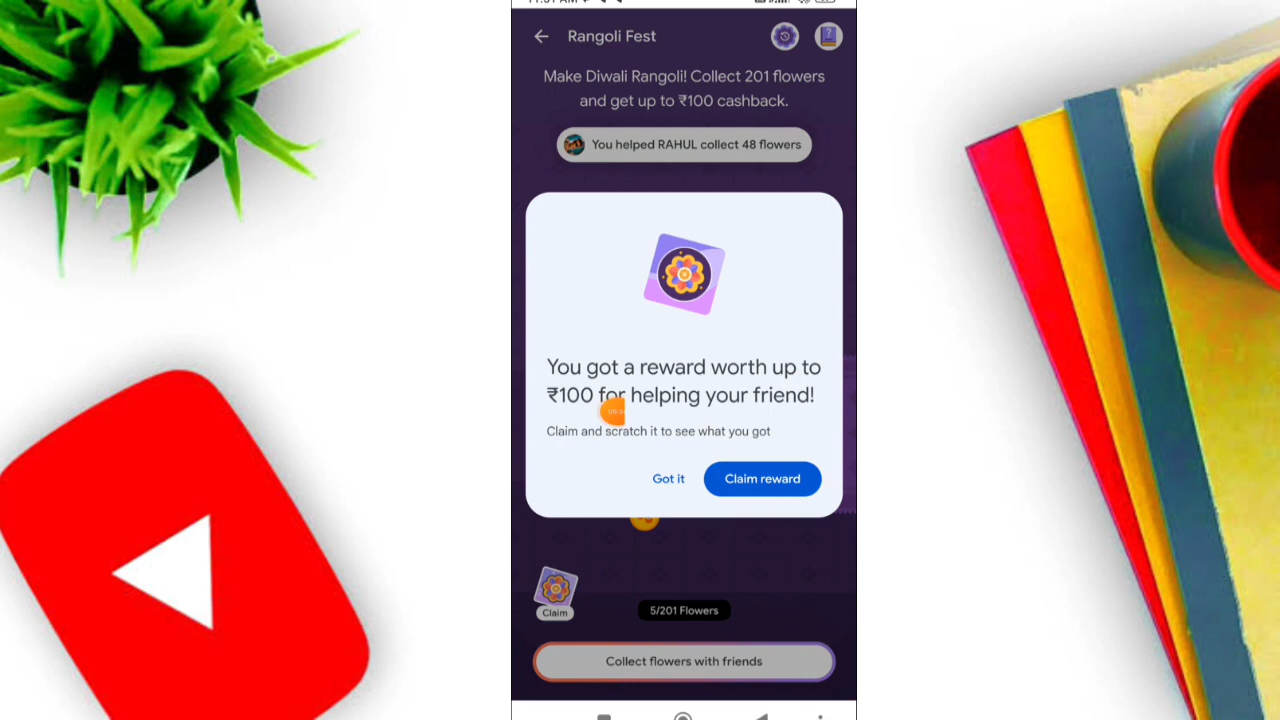 Rangoli Fest
Make Diwali Rangoli! Collect 201 flowers
and get up to ₹100 cashback.
You helped RAHUL collect 48 flowers
You got a reward worth up to
₹100 for helping your friend!
Claim and scratch it to see what you got
Got it
Claim reward
Claim
5/201 Flowers
Collect flowers with friends